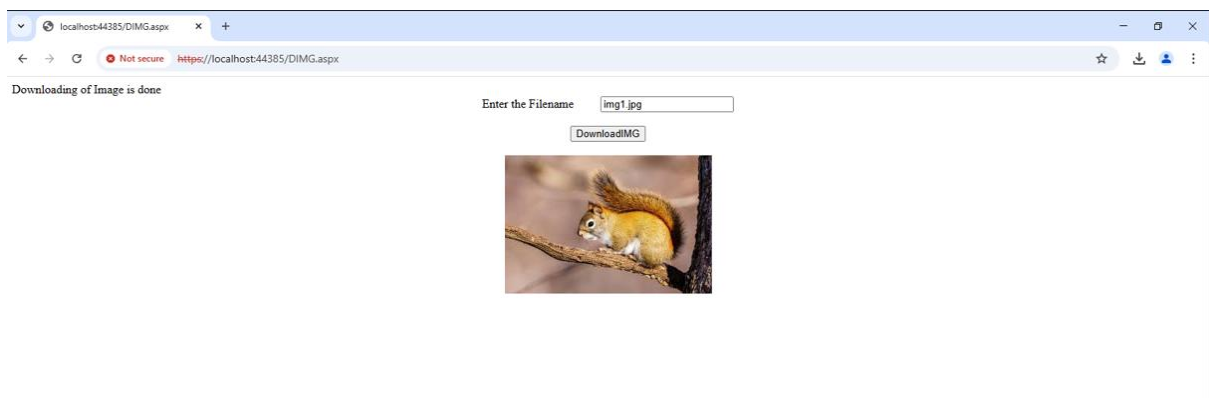 localhost:44385/DIMG.aspx
Not secure https://localhost:44385/DIMG.aspx
Downloading of Image is done
Enter the Filename img1.jpg
DownloadIMG